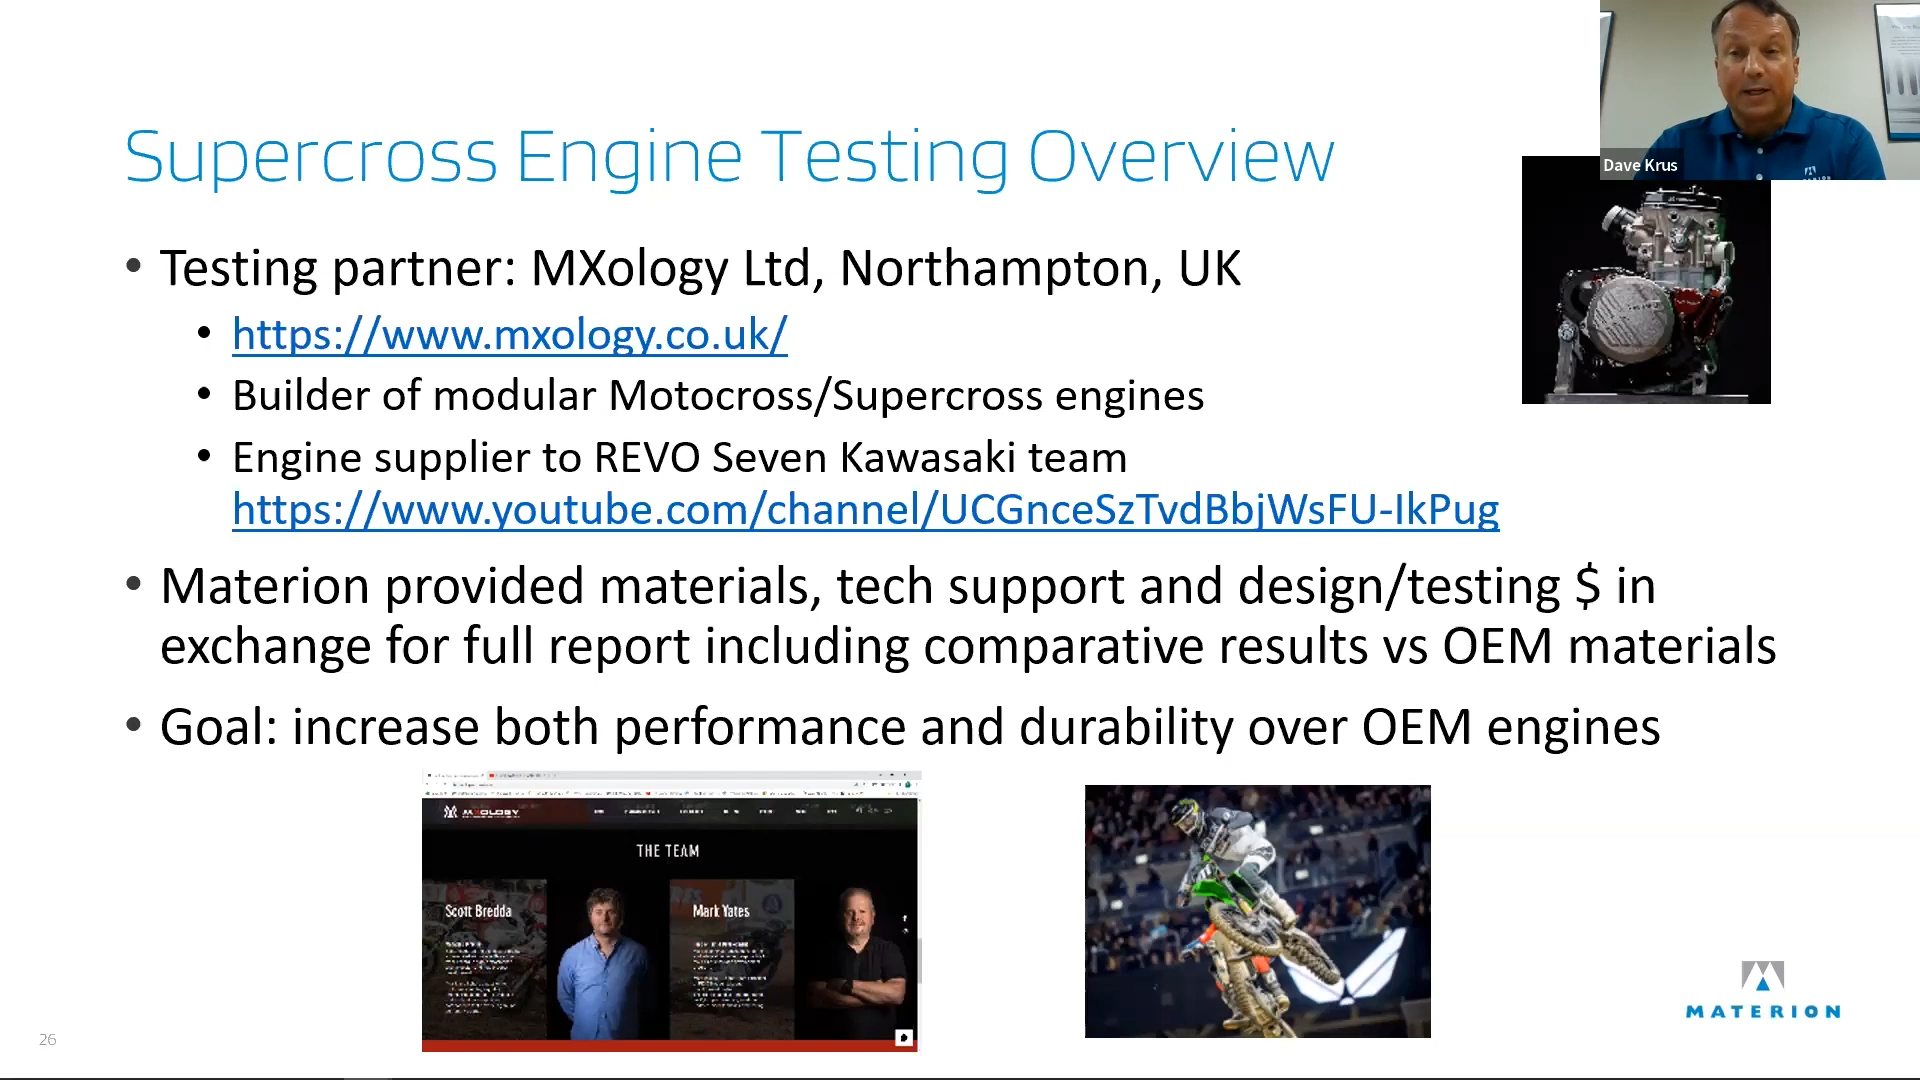 Dave Krus
Supercross Engine Testing Overview
• Testing partner: MXology Ltd, Northampton, UK
• https://www.mxology.co.uk/
• Builder of modular Motocross/Supercross engines
• Engine supplier to REVO Seven Kawasaki team
https://www.youtube.com/channel/UCGnceSzTvdBbjWsFU-IkPug
• Materion provided materials, tech support and design/testing $ in
exchange for full report including comparative results vs OEM materials
• Goal: increase both performance and durability over OEM engines
MXOLOGY
THE TEAM
Scott Bredda
Mark Yates
MATERION
26